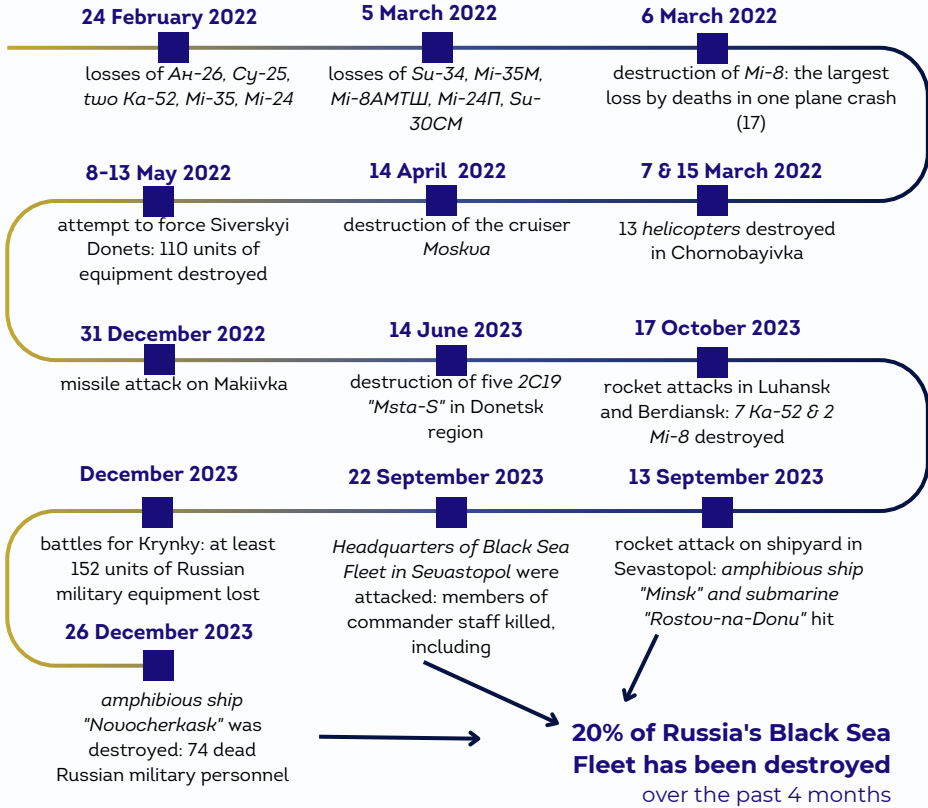 24 February 2022
losses of Ан-26, Су-25,
two Ka-52, Mi-35, Mi-24
5 March 2022
losses of Su-34, Mi-35M,
Mi-8АМТШ, Mi-24П, Su-
30СМ
6 March 2022
destruction of Mi-8: the largest
loss by deaths in one plane crash
(17)
7 & 15 March 2022
13 helicopters destroyed
in Chornobayivka
14 April 2022
destruction of the cruiser
Moskva
8-13 May 2022
attempt to force Siverskyi
Donets: 110 units of
equipment destroyed
31 December 2022
missile attack on Makiivka
14 June 2023
destruction of five 2C19
"Msta-S" in Donetsk
region
17 October 2023
rocket attacks in Luhansk
and Berdiansk: 7 Ka-52 & 2
Mi-8 destroyed
13 September 2023
rocket attack on shipyard in
Sevastopol: amphibious ship
"Minsk" and submarine
"Rostov-na-Donu" hit
22 September 2023
Headquarters of Black Sea
Fleet in Sevastopol were
attacked: members of
commander staff killed,
including
December 2023
battles for Krynky: at least
152 units of Russian
military equipment lost
26 December 2023
amphibious ship
"Novocherkask" was
destroyed: 74 dead
Russian military personnel
20% of Russia's Black Sea
Fleet has been destroyed
over the past 4 months